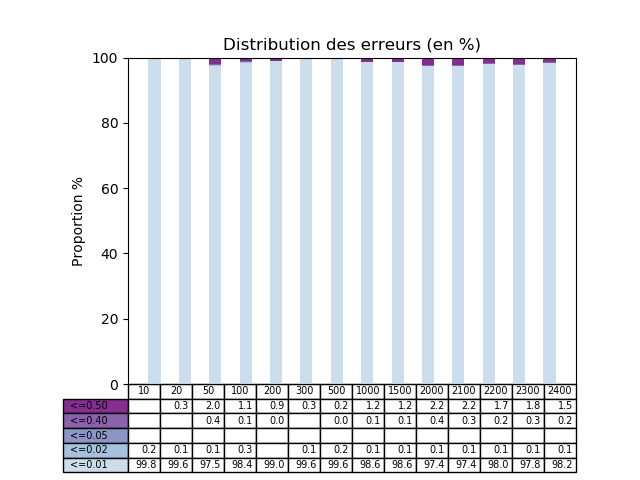 Distribution des erreurs (en %)
100
80
60
40
20
0
Proportion %
10 20 50 100 200 300 500 1000 1500 2000 2100 2200 2300 2400
<=0.50 0.3 2.0 1.1 0.9 0.3 0.2 1.2 1.2 2.2 2.2 1.7 1.8 1.5
<=0.40 0.4 0.1 0.0 0.0 0.1 0.1 0.4 0.3 0.2 0.3 0.2
<=0.05
<=0.02 0.2 0.1 0.1 0.3 0.1 0.2 0.1 0.1 0.1 0.1 0.1 0.1 0.1
<=0.01 99.8 99.6 97.5 98.4 99.0 99.6 99.6 98.6 98.6 97.4 97.4 98.0 97.8 98.2